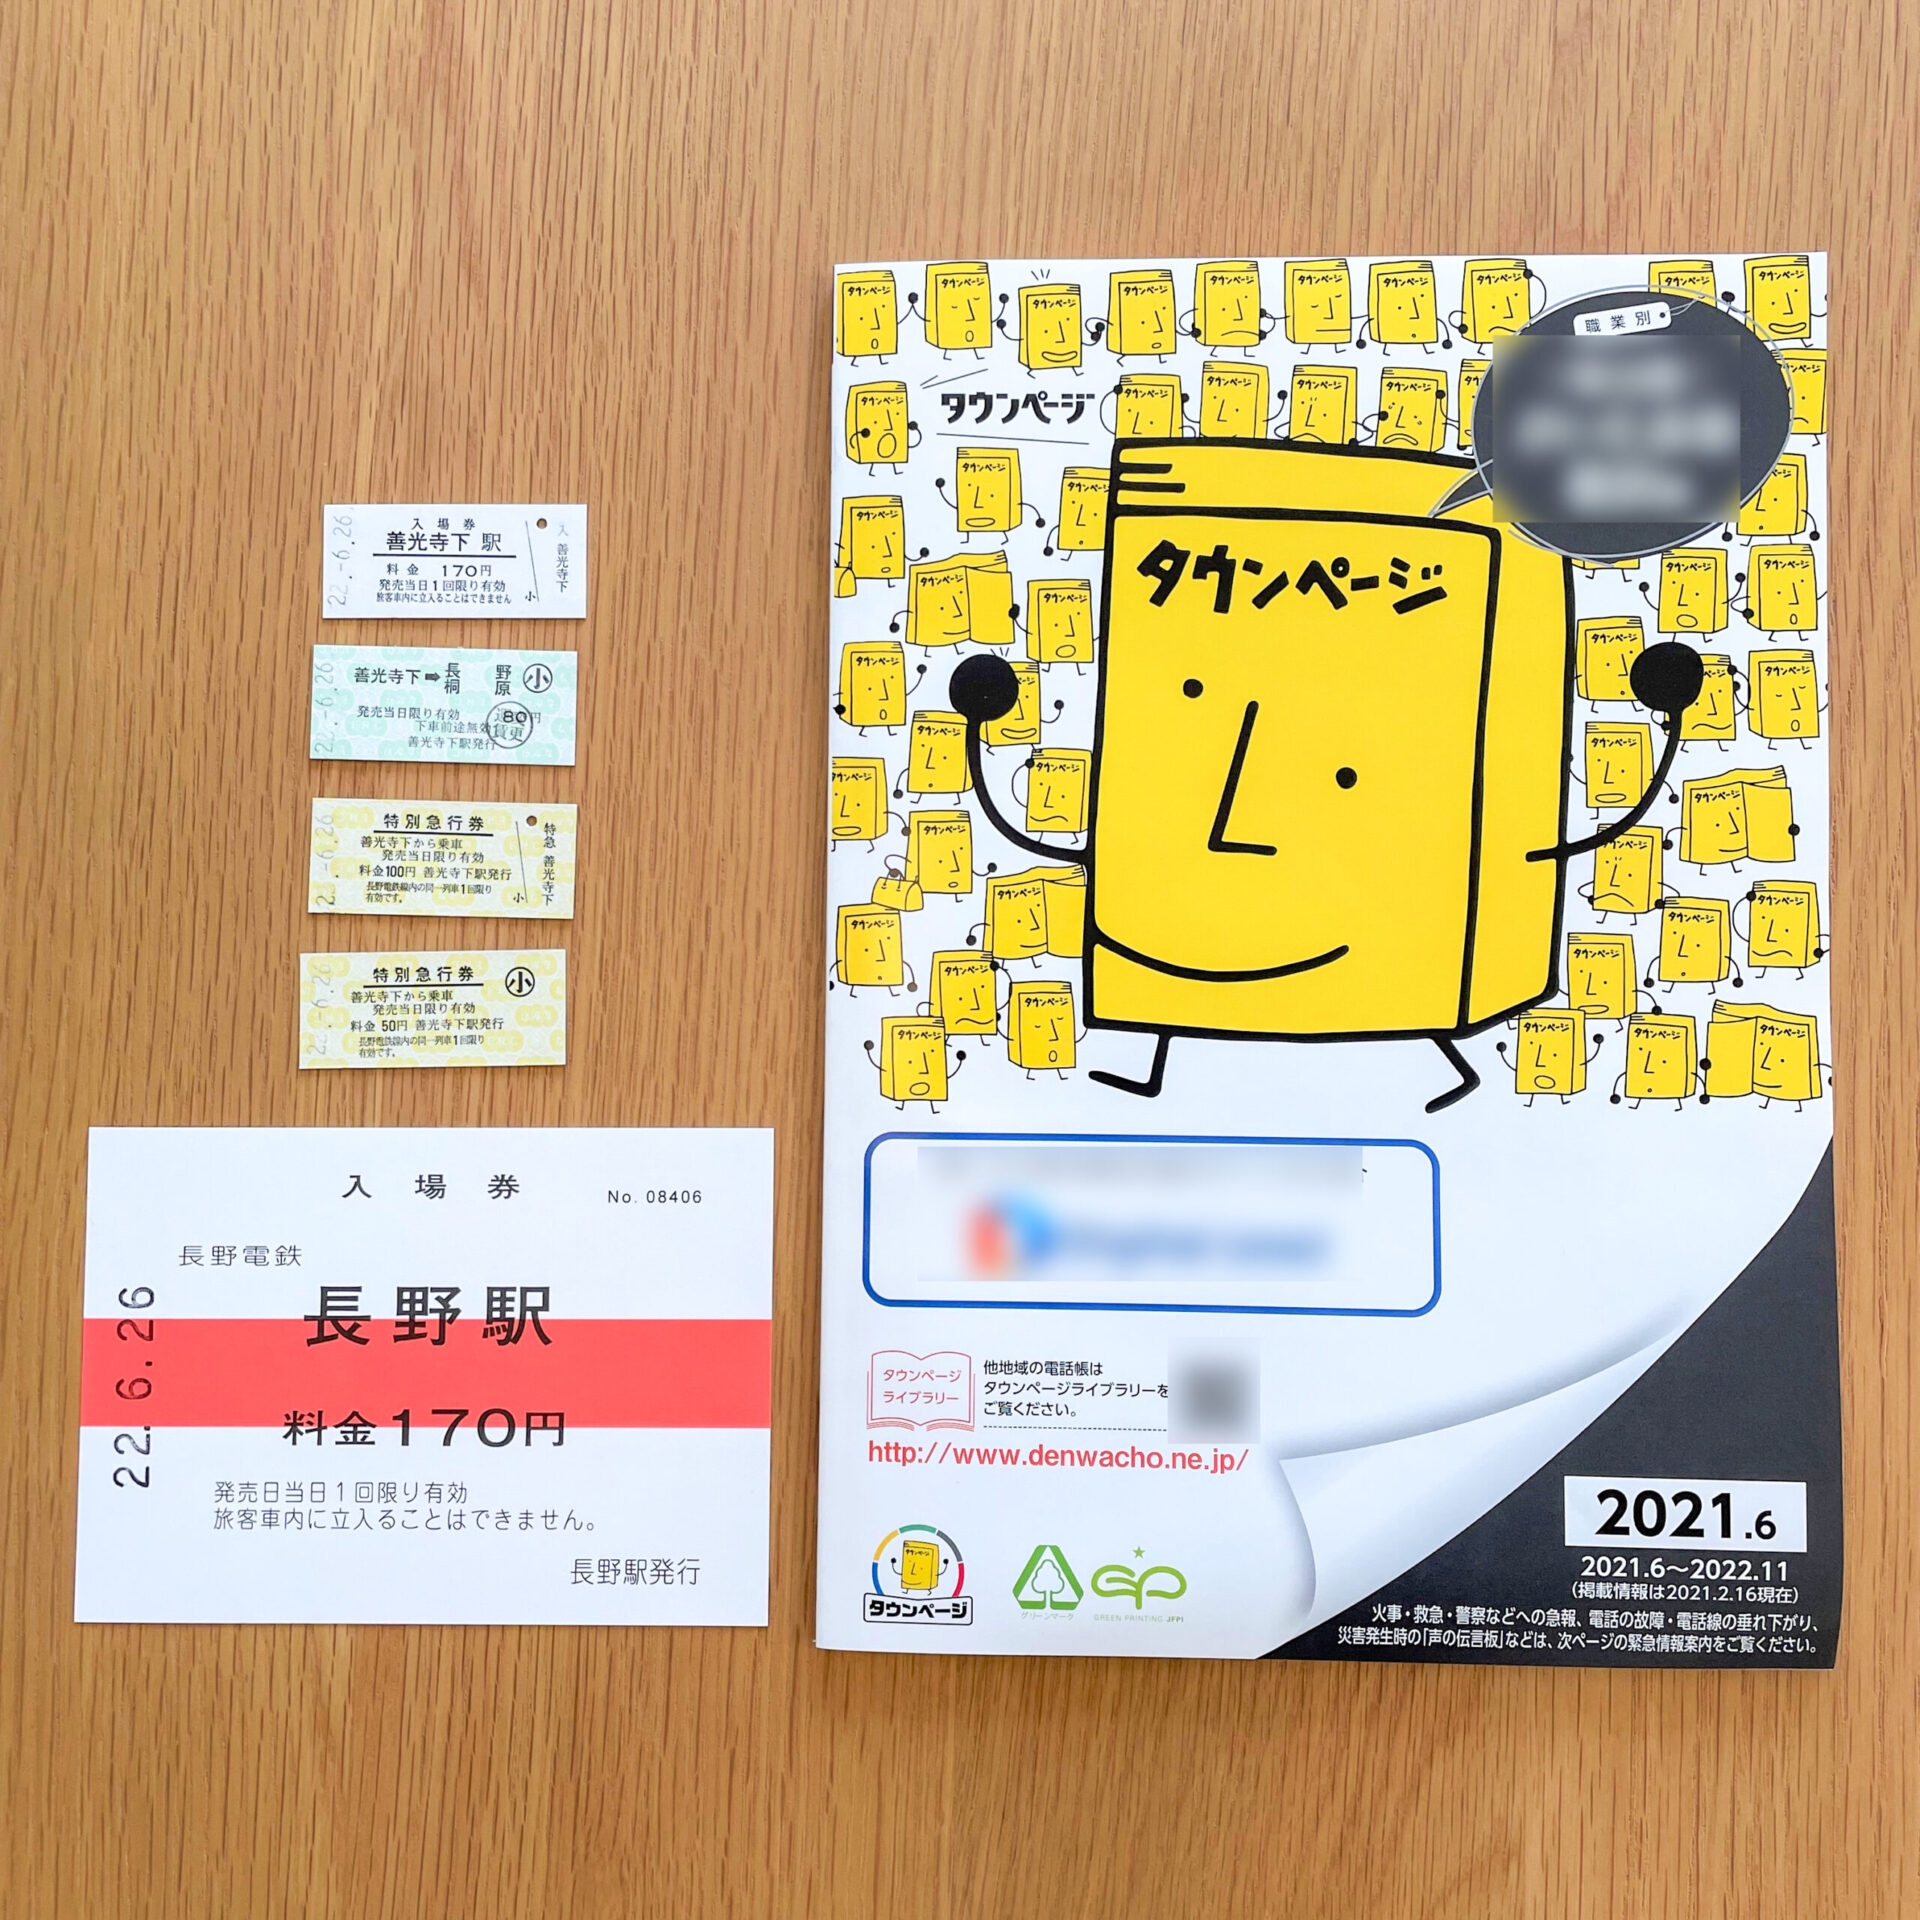 22.-6.26
入場券
善光寺下 駅
料金 170円
発売当日1回限り有効
旅客車内に立入ることはできません
小
入 善光寺下
22.-6.26
善光寺下➡長野
桐原
小
発売当日限り有効
80円
下車前途無効
善光寺下駅発行
22.-6.26
特別急行券
善光寺下から乗車
発売当日限り有効
料金100円 善光寺下駅発行
長野電鉄線内の同一列車1回限り
有効です。
小
特急 善光寺下
22.-6.26
特別急行券
小
善光寺下から乗車
発売当日限り有効
料金 50円 善光寺下駅発行
長野電鉄線内の同一列車1回限り
有効です。
入場券
No. 08406
長野電鉄
長野駅
料金170円
22.6.26
発売日当日1回限り有効
旅客車内に立入ることはできません。
長野駅発行
職業別
タウンページ
タウンページ
タウンページ
ライブラリー
他地域の電話帳は
タウンページライブラリーを
ご覧ください。
http://www.denwacho.ne.jp/
タウンページ
グリーンマーク
GREEN PRINTING JFPI
2021.6
2021.6～2022.11
(掲載情報は2021.2.16現在)
火事・救急・警察などへの急報、電話の故障・電話線の垂れ下がり、
災害発生時の「声の伝言板」などは、次ページの緊急情報案内をご覧ください。